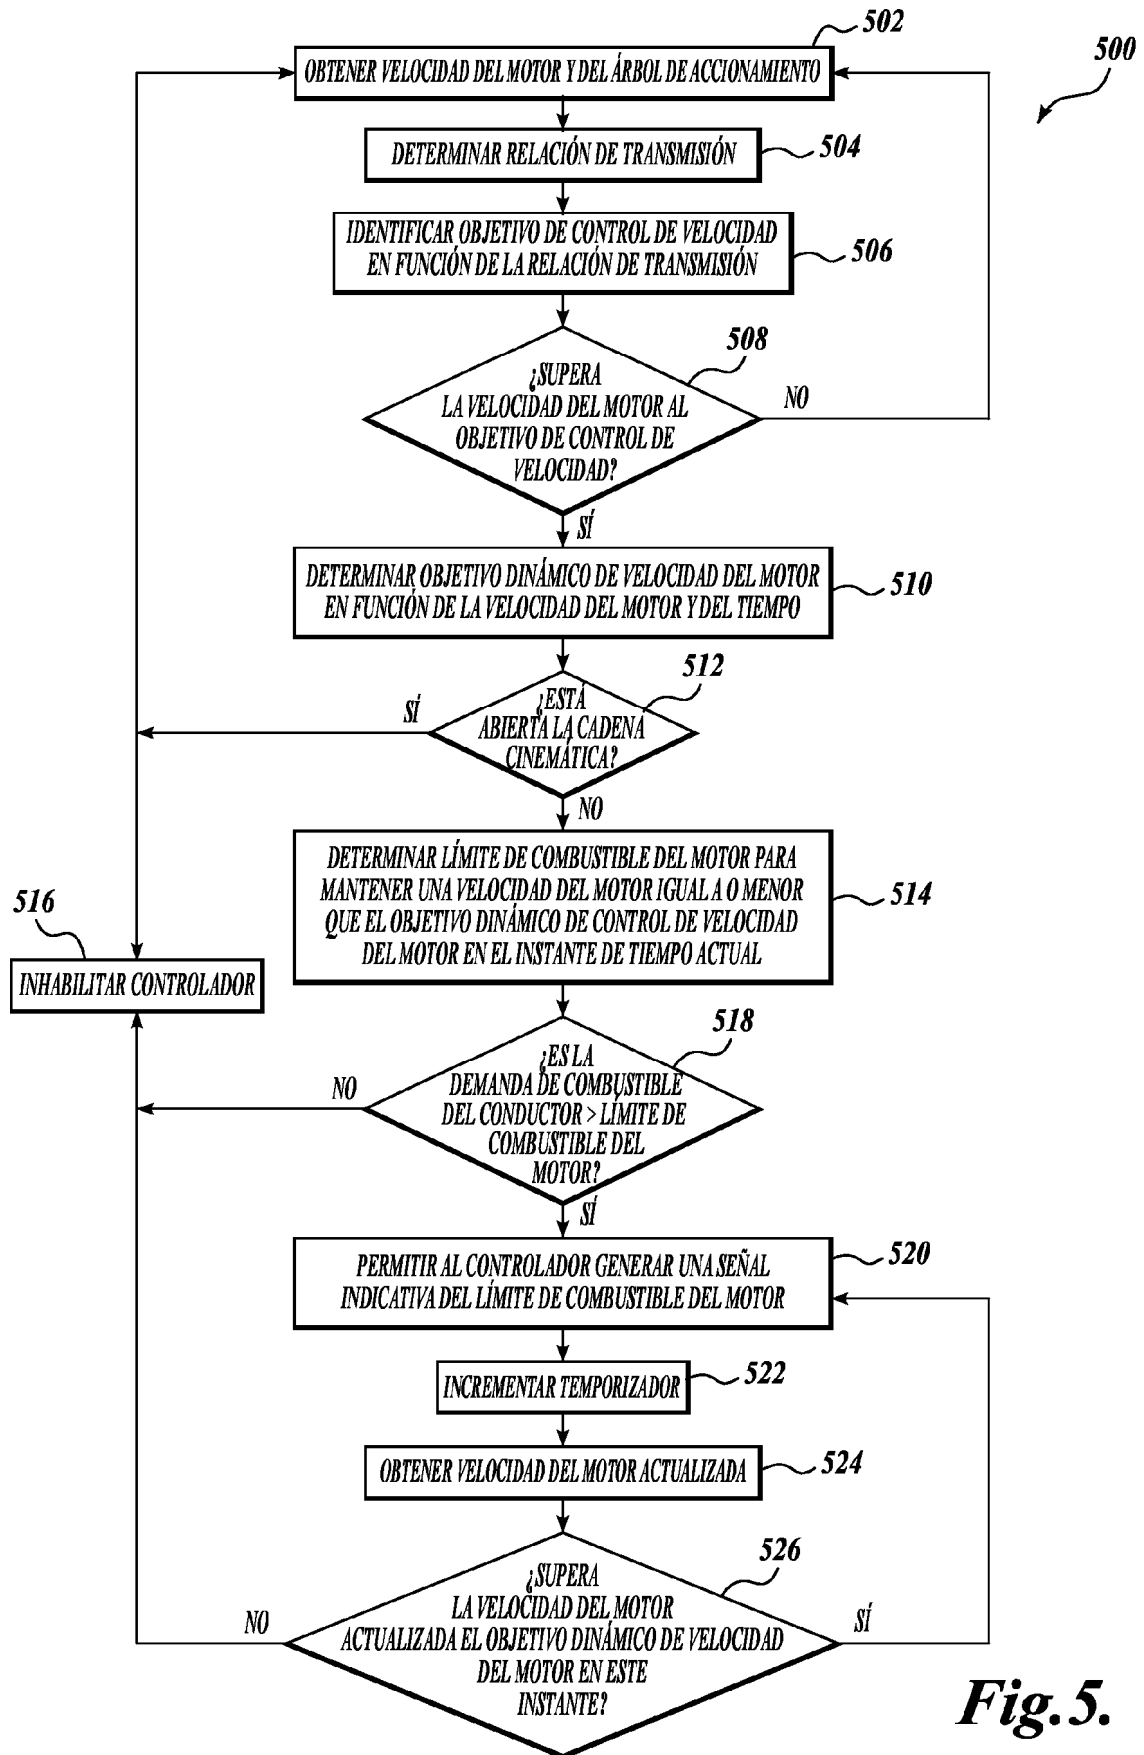 502
500
OBTENER VELOCIDAD DEL MOTOR Y DEL ÁRBOL DE ACCIONAMIENTO
DETERMINAR RELACIÓN DE TRANSMISIÓN
504
IDENTIFICAR OBJETIVO DE CONTROL DE VELOCIDAD
EN FUNCIÓN DE LA RELACIÓN DE TRANSMISIÓN
506
508
¿SUPERA
LA VELOCIDAD DEL MOTOR AL
OBJETIVO DE CONTROL DE
VELOCIDAD?
NO
SÍ
DETERMINAR OBJETIVO DINÁMICO DE VELOCIDAD DEL MOTOR
EN FUNCIÓN DE LA VELOCIDAD DEL MOTOR Y DEL TIEMPO
510
512
¿ESTÁ
ABIERTA LA CADENA
CINEMÁTICA?
SÍ
NO
DETERMINAR LÍMITE DE COMBUSTIBLE DEL MOTOR PARA
MANTENER UNA VELOCIDAD DEL MOTOR IGUAL A O MENOR
QUE EL OBJETIVO DINÁMICO DE CONTROL DE VELOCIDAD
DEL MOTOR EN EL INSTANTE DE TIEMPO ACTUAL
514
516
INHABILITAR CONTROLADOR
518
¿ES LA
DEMANDA DE COMBUSTIBLE
DEL CONDUCTOR > LÍMITE DE
COMBUSTIBLE DEL
MOTOR?
NO
SÍ
PERMITIR AL CONTROLADOR GENERAR UNA SEÑAL
INDICATIVA DEL LÍMITE DE COMBUSTIBLE DEL MOTOR
520
INCREMENTAR TEMPORIZADOR
522
OBTENER VELOCIDAD DEL MOTOR ACTUALIZADA
524
526
¿SUPERA
LA VELOCIDAD DEL MOTOR
ACTUALIZADA EL OBJETIVO DINÁMICO DE VELOCIDAD
DEL MOTOR EN ESTE
INSTANTE?
NO
SÍ
Fig.5.